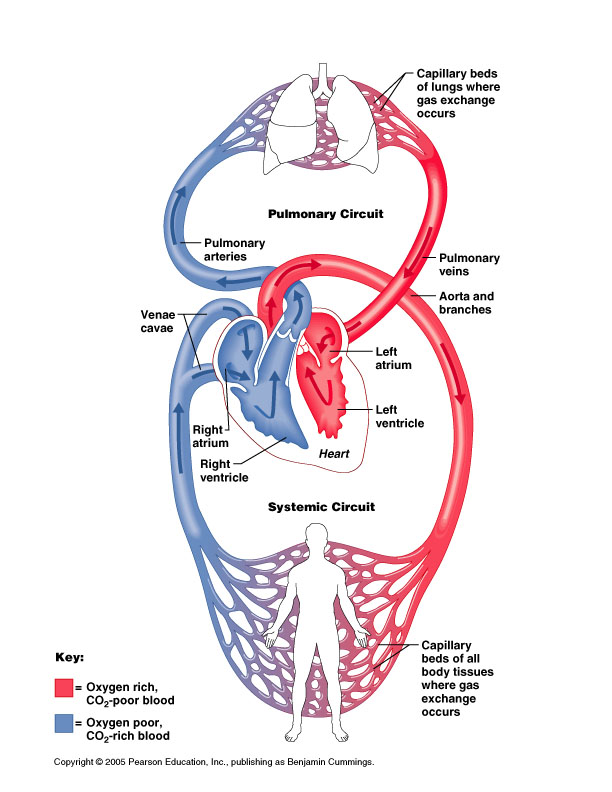 Capillary beds
of lungs where
gas exchange
occurs
Pulmonary Circuit
Pulmonary
arteries
Pulmonary
veins
Aorta and
branches
Venae
cavae
Left
atrium
Left
ventricle
Right
atrium
Right
ventricle
Heart
Systemic Circuit
Capillary
beds of all
body tissues
where gas
exchange
occurs
Key:
= Oxygen rich,
CO2-poor blood
= Oxygen poor,
CO2-rich blood
Copyright © 2005 Pearson Education, Inc., publishing as Benjamin Cummings.